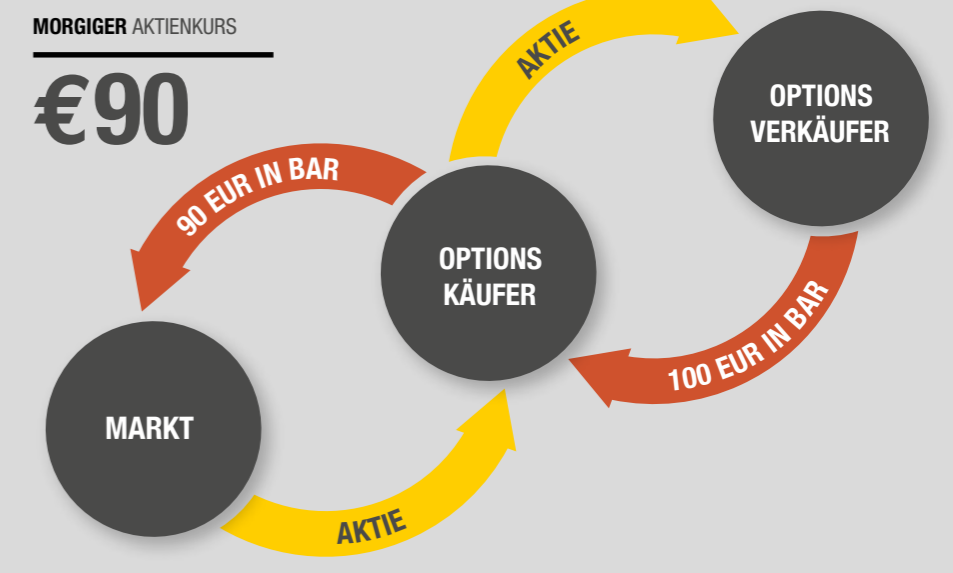 MORGIGER AKTIENKURS
€90
AKTIE
OPTIONS
VERKÄUFER
90 EUR IN BAR
OPTIONS
KÄUFER
100 EUR IN BAR
MARKT
AKTIE